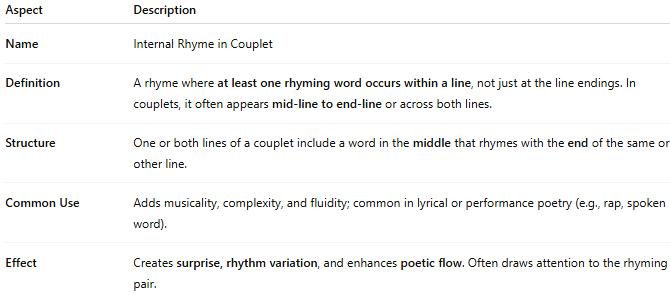 Aspect Description
Name Internal Rhyme in Couplet
Definition A rhyme where at least one rhyming word occurs within a line, not just at the line endings. In
couplets, it often appears mid-line to end-line or across both lines.
Structure One or both lines of a couplet include a word in the middle that rhymes with the end of the same or
other line.
Common Use Adds musicality, complexity, and fluidity; common in lyrical or performance poetry (e.g., rap, spoken
word).
Effect Creates surprise, rhythm variation, and enhances poetic flow. Often draws attention to the rhyming
pair.